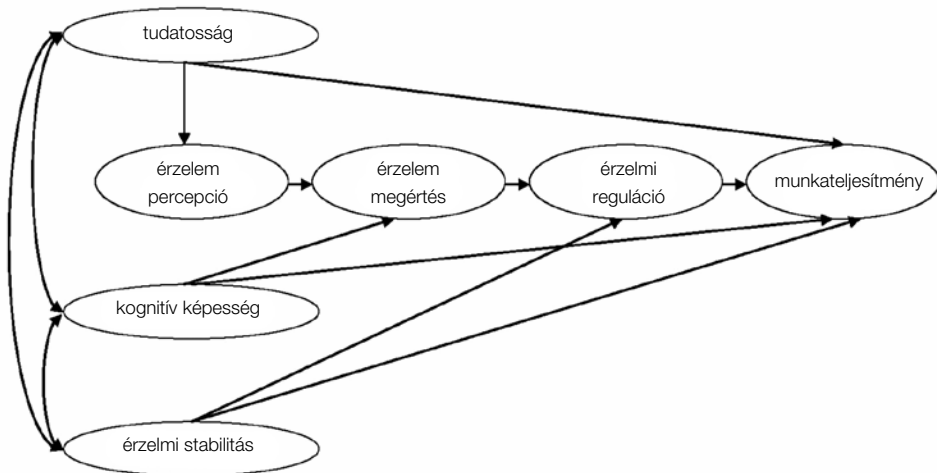 tudatosság
érzelem
percepció
érzelem
megértés
érzelmi
reguláció
munkateljesítmény
kognitív képesség
érzelmi stabilitás